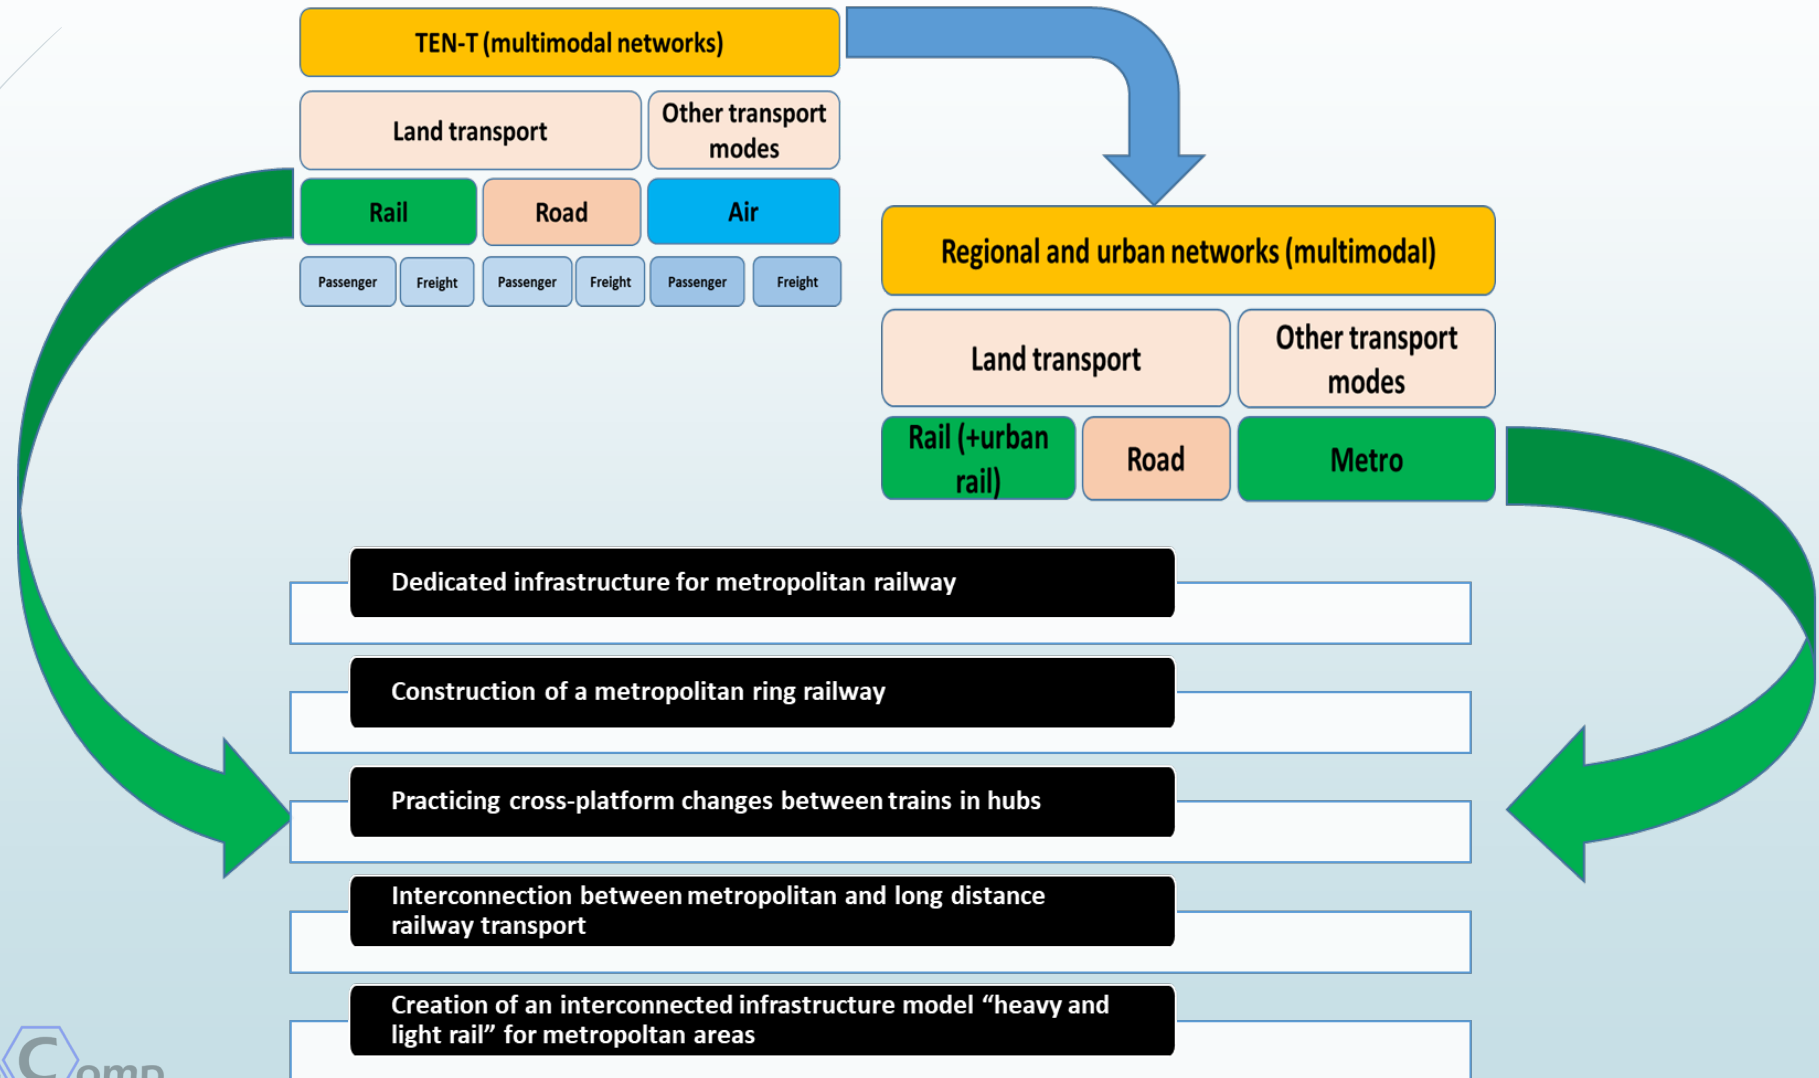 TEN-T (multimodal networks)
Land transport
Other transport
modes
Rail
Road
Air
Passenger
Freight
Passenger
Freight
Passenger
Freight
Regional and urban networks (multimodal)
Land transport
Other transport
modes
Rail (+urban
rail)
Road
Metro
Dedicated infrastructure for metropolitan railway
Construction of a metropolitan ring railway
Practicing cross-platform changes between trains in hubs
Interconnection between metropolitan and long distance
railway transport
Creation of an interconnected infrastructure model “heavy and
light rail” for metropoltan areas
Comp